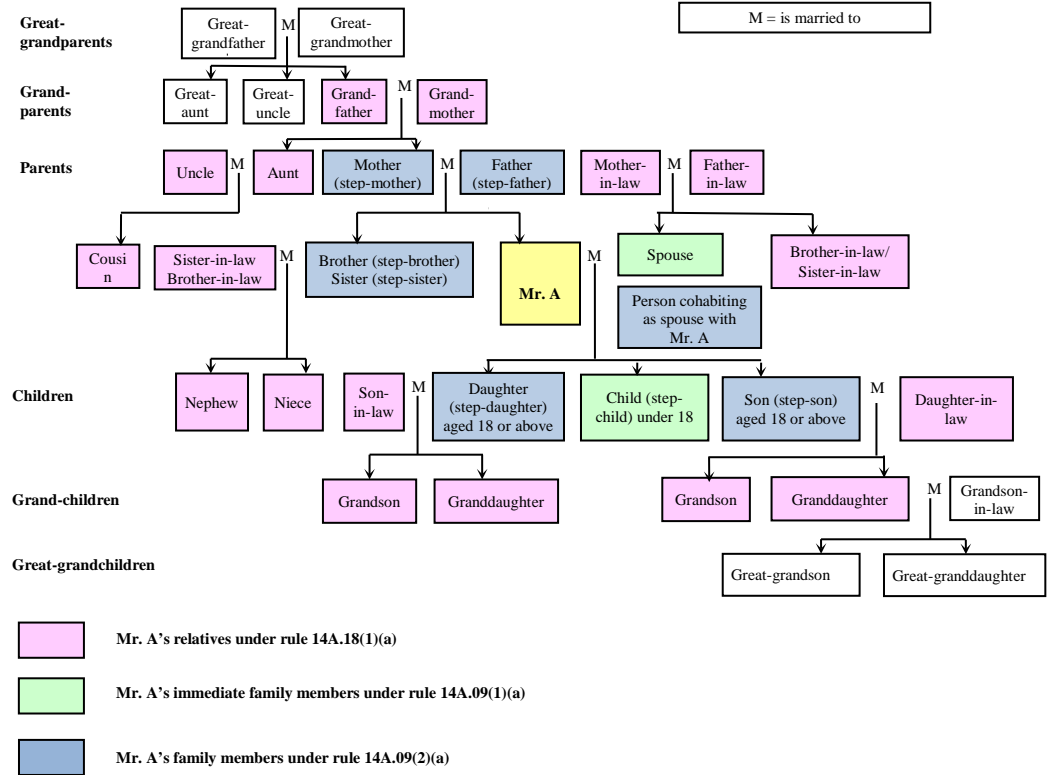 Great-
grandparents
Great-
grandfather
M
Great-
grandmother
M = is married to
Grand-
parents
Great-
aunt
Great-
uncle
Grand-
father
M
Grand-
mother
Parents
Uncle
M
Aunt
Mother
(step-mother)
M
Father
(step-father)
Mother-
in-law
M
Father-
in-law
Cousi
n
Sister-in-law
Brother-in-law
M
Brother (step-brother)
Sister (step-sister)
Mr. A
M
Spouse
Brother-in-law/
Sister-in-law
Person cohabiting
as spouse with
Mr. A
Children
Nephew
Niece
Son-
in-law
M
Daughter
(step-daughter)
aged 18 or above
Child (step-
child) under 18
Son (step-son)
aged 18 or above
M
Daughter-in-
law
Grand-children
Grandson
Granddaughter
Grandson
Granddaughter
M
Grandson-
in-law
Great-grandchildren
Great-grandson
Great-granddaughter
Mr. A's relatives under rule 14A.18(1)(a)
Mr. A's immediate family members under rule 14A.09(1)(a)
Mr. A's family members under rule 14A.09(2)(a)